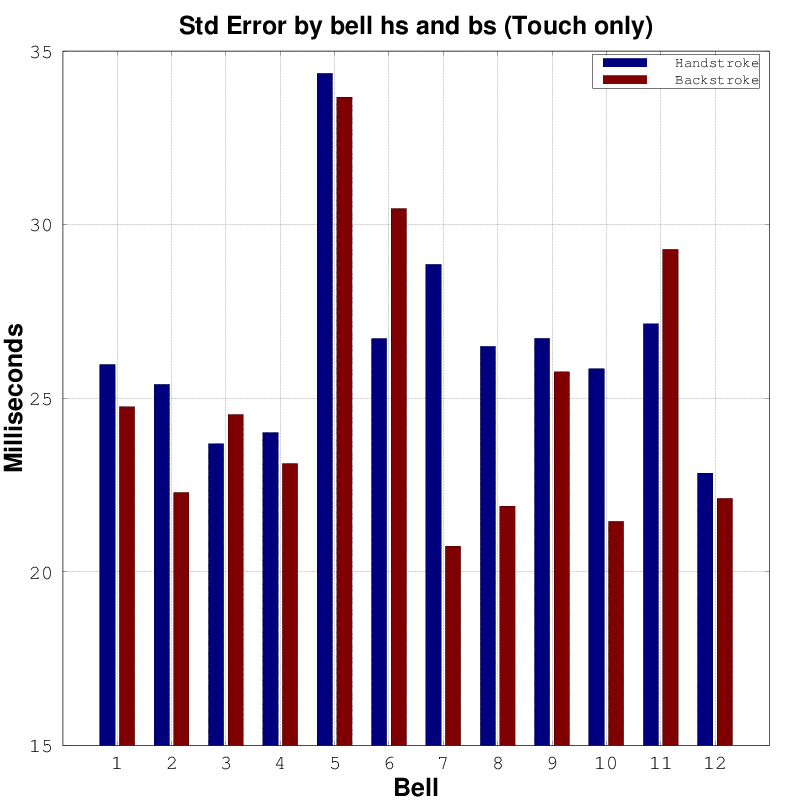 Std Error by bell hs and bs (Touch only)
Handstroke
Backstroke
35
30
25
20
15
Milliseconds
1 2 3 4 5 6 7 8 9 10 11 12
Bell